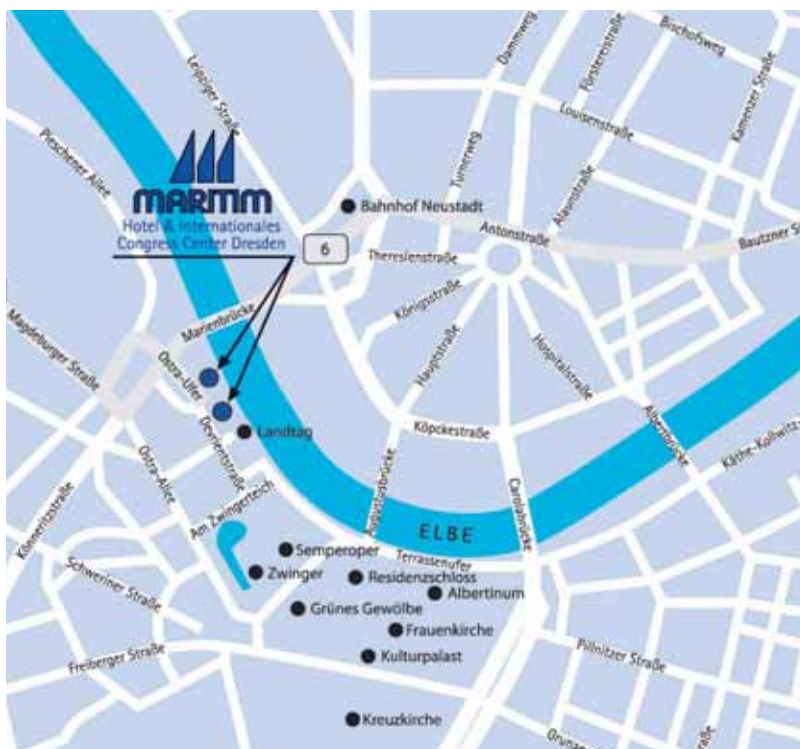 Leipziger Straße
Dammweg
Förstereistraße
Bischofsweg
Louisenstraße
Kamenzer Straße
Pieschener Allee
Turnerweg
Alaunstraße
MARITIM
Hotel & Internationales
Congress Center Dresden
Bahnhof Neustadt
Antonstraße
Bautzner St
6
Theresienstraße
Königsstraße
Marienbrücke
Magdeburger Straße
Ostra-Ufer
Hauptstraße
Hospitalstraße
Devrientstraße
Landtag
Köpckestraße
Albertbrücke
Käthe-Kollwitz-
Ostra-Allee
Könneritzstraße
Am Zwingerteich
Augustusbrücke
Carolabrücke
ELBE
Semperoper
Terrassenufer
Zwinger
Residenzschloss
Schweriner Straße
Albertinum
Grünes Gewölbe
Frauenkirche
Pillnitzer Straße
Freiberger Straße
Kulturpalast
Kreuzkirche